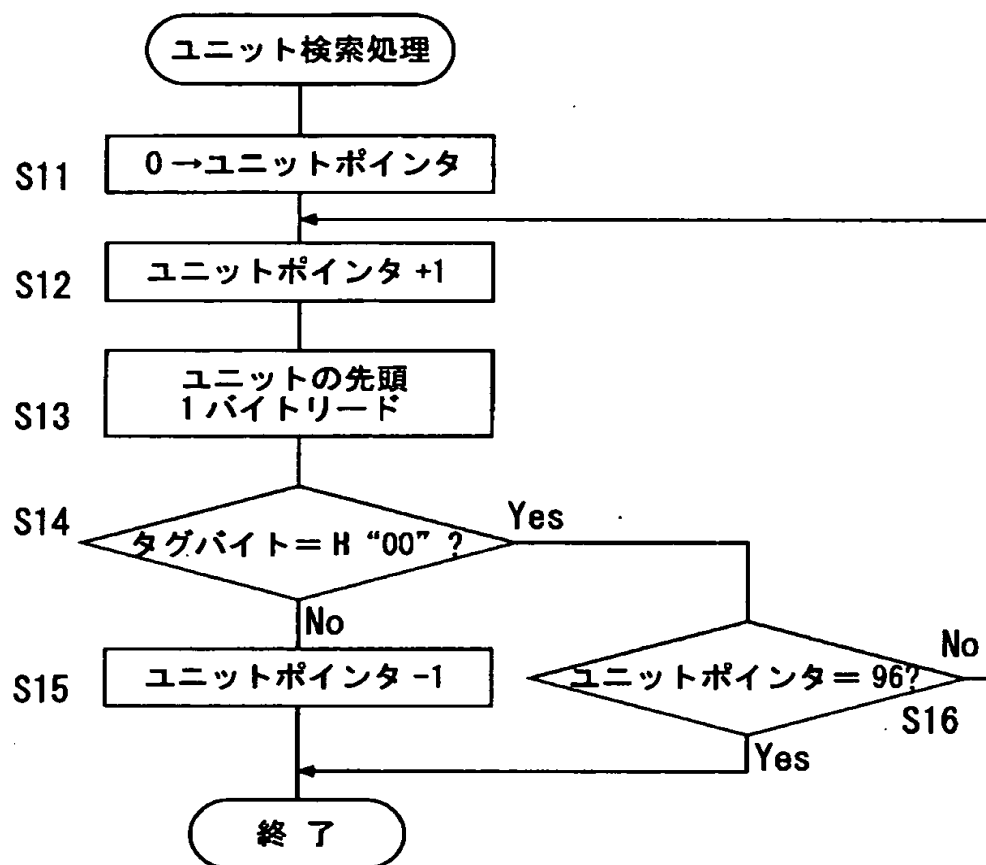 ユニット検索処理
S11
0→ユニットポインタ
S12
ユニットポインタ +1
S13
ユニットの先頭
1バイトリード
S14
タグバイト＝H “00” ?
Yes
No
S15
ユニットポインタ -1
ユニットポインタ＝96?
No
S16
Yes
終了